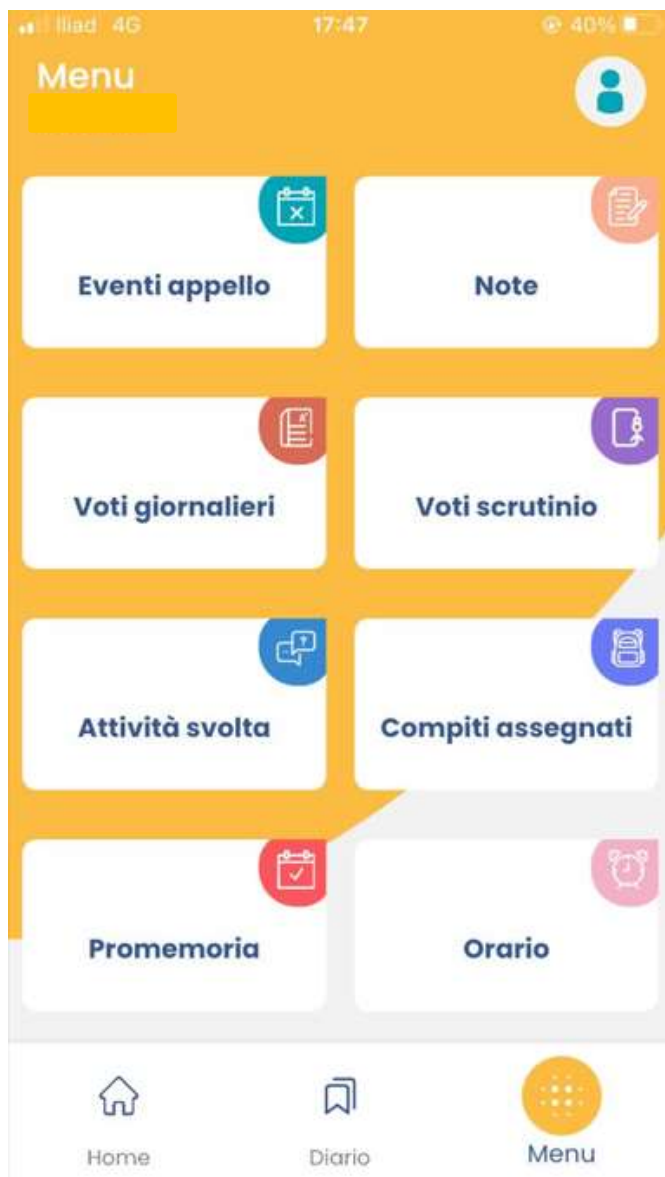 Iliad 4G 17:47 40%
Menu
Eventi appello Note
Voti giornalieri Voti scrutinio
Attività svolta Compiti assegnati
Promemoria Orario
Home Diario Menu